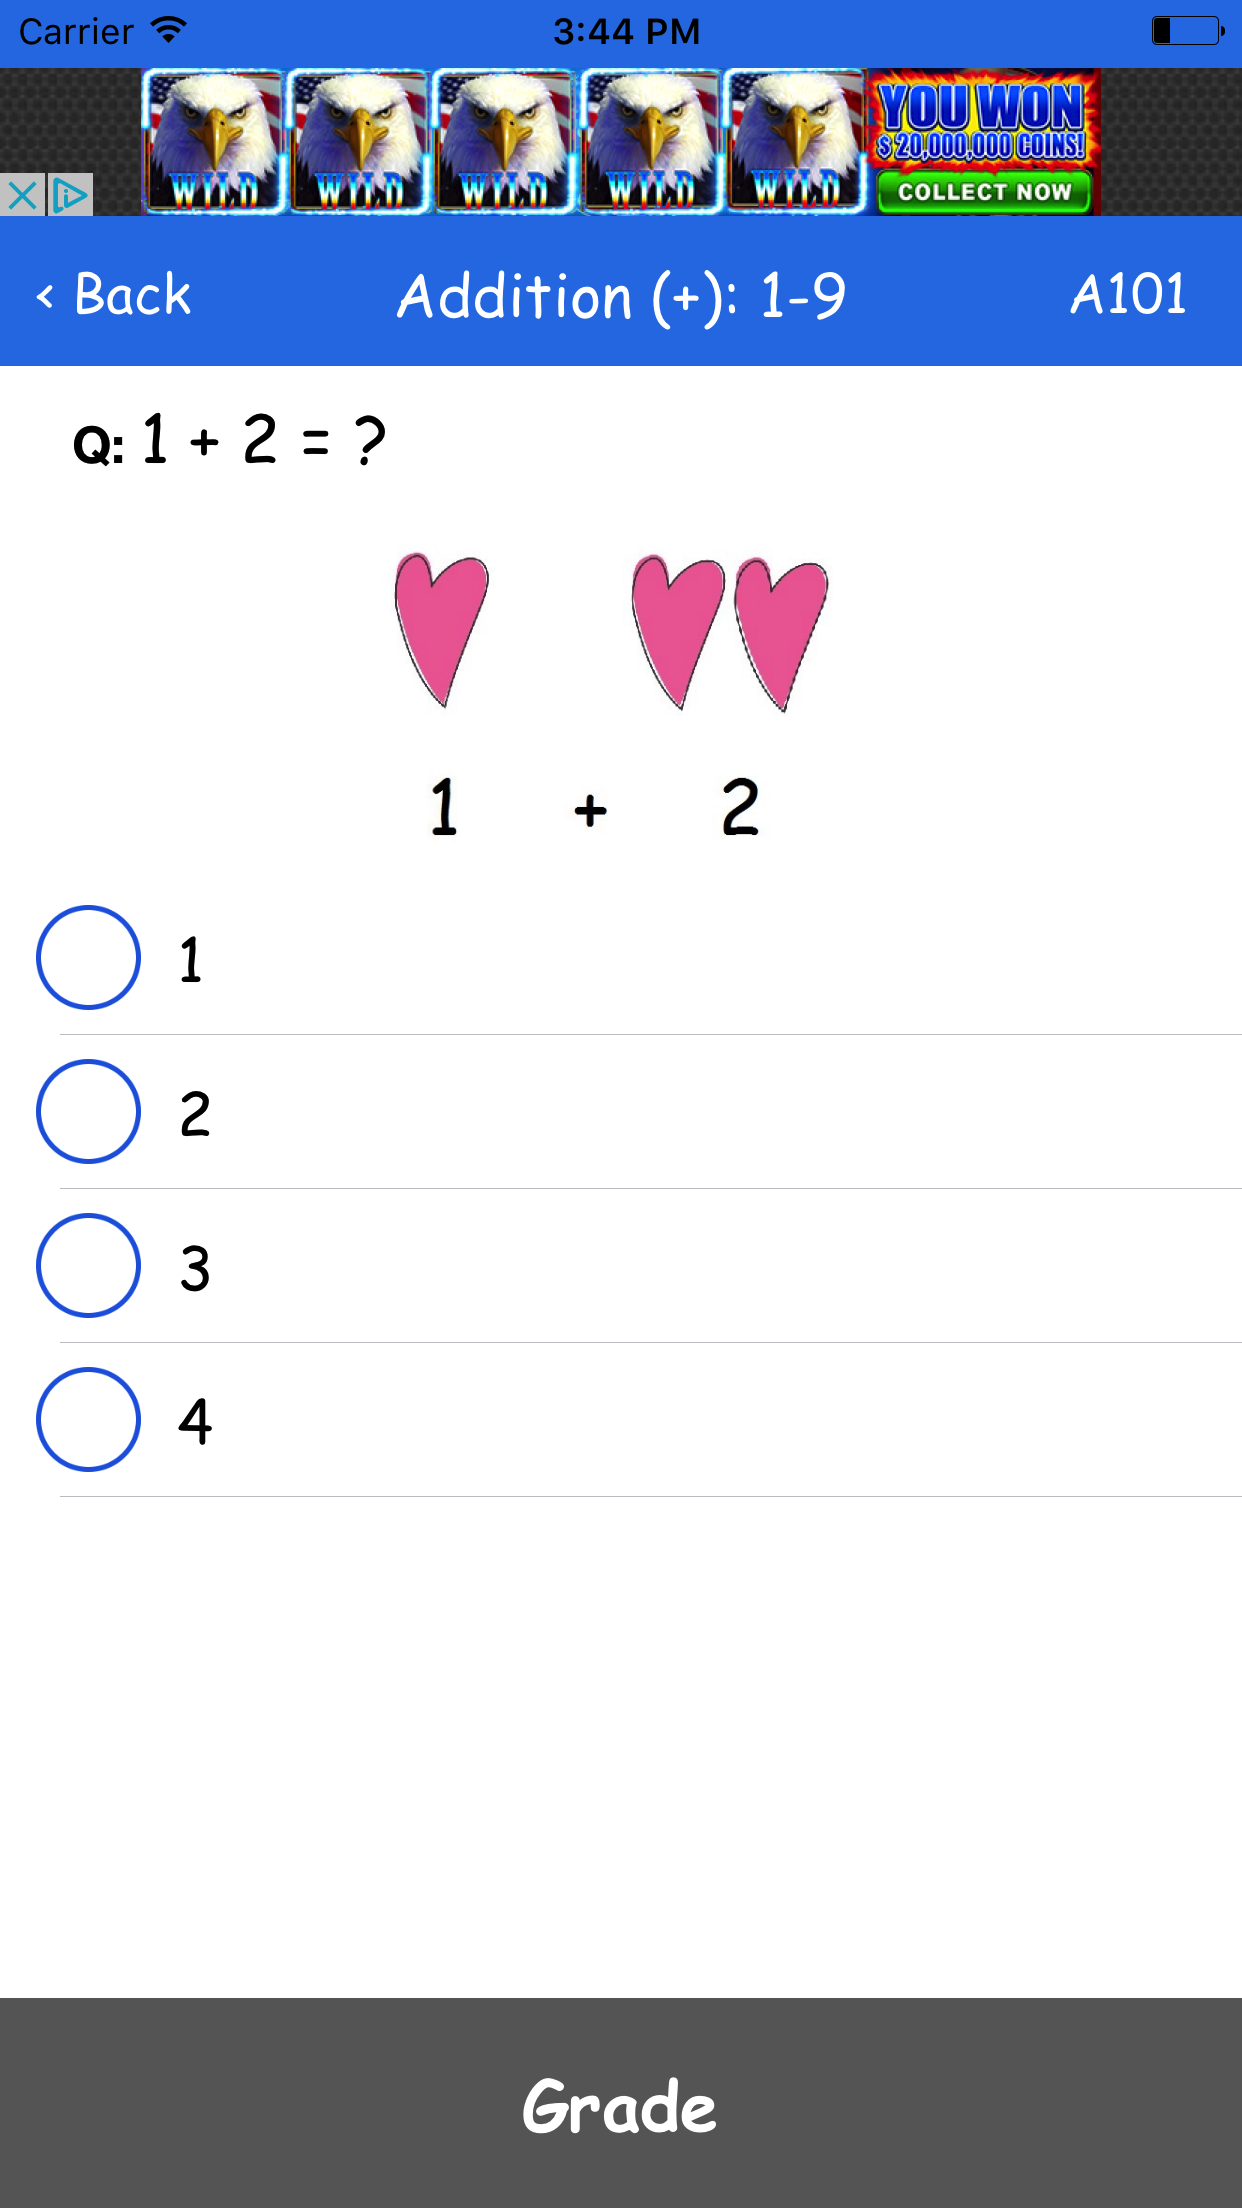 Carrier 3:44 PM
WILD WILD WILD WILD WILD
YOU WON
$20,000,000 COINS!
COLLECT NOW
< Back Addition (+): 1-9 A101
Q: 1 + 2 = ?
1 + 2
1
2
3
4
Grade